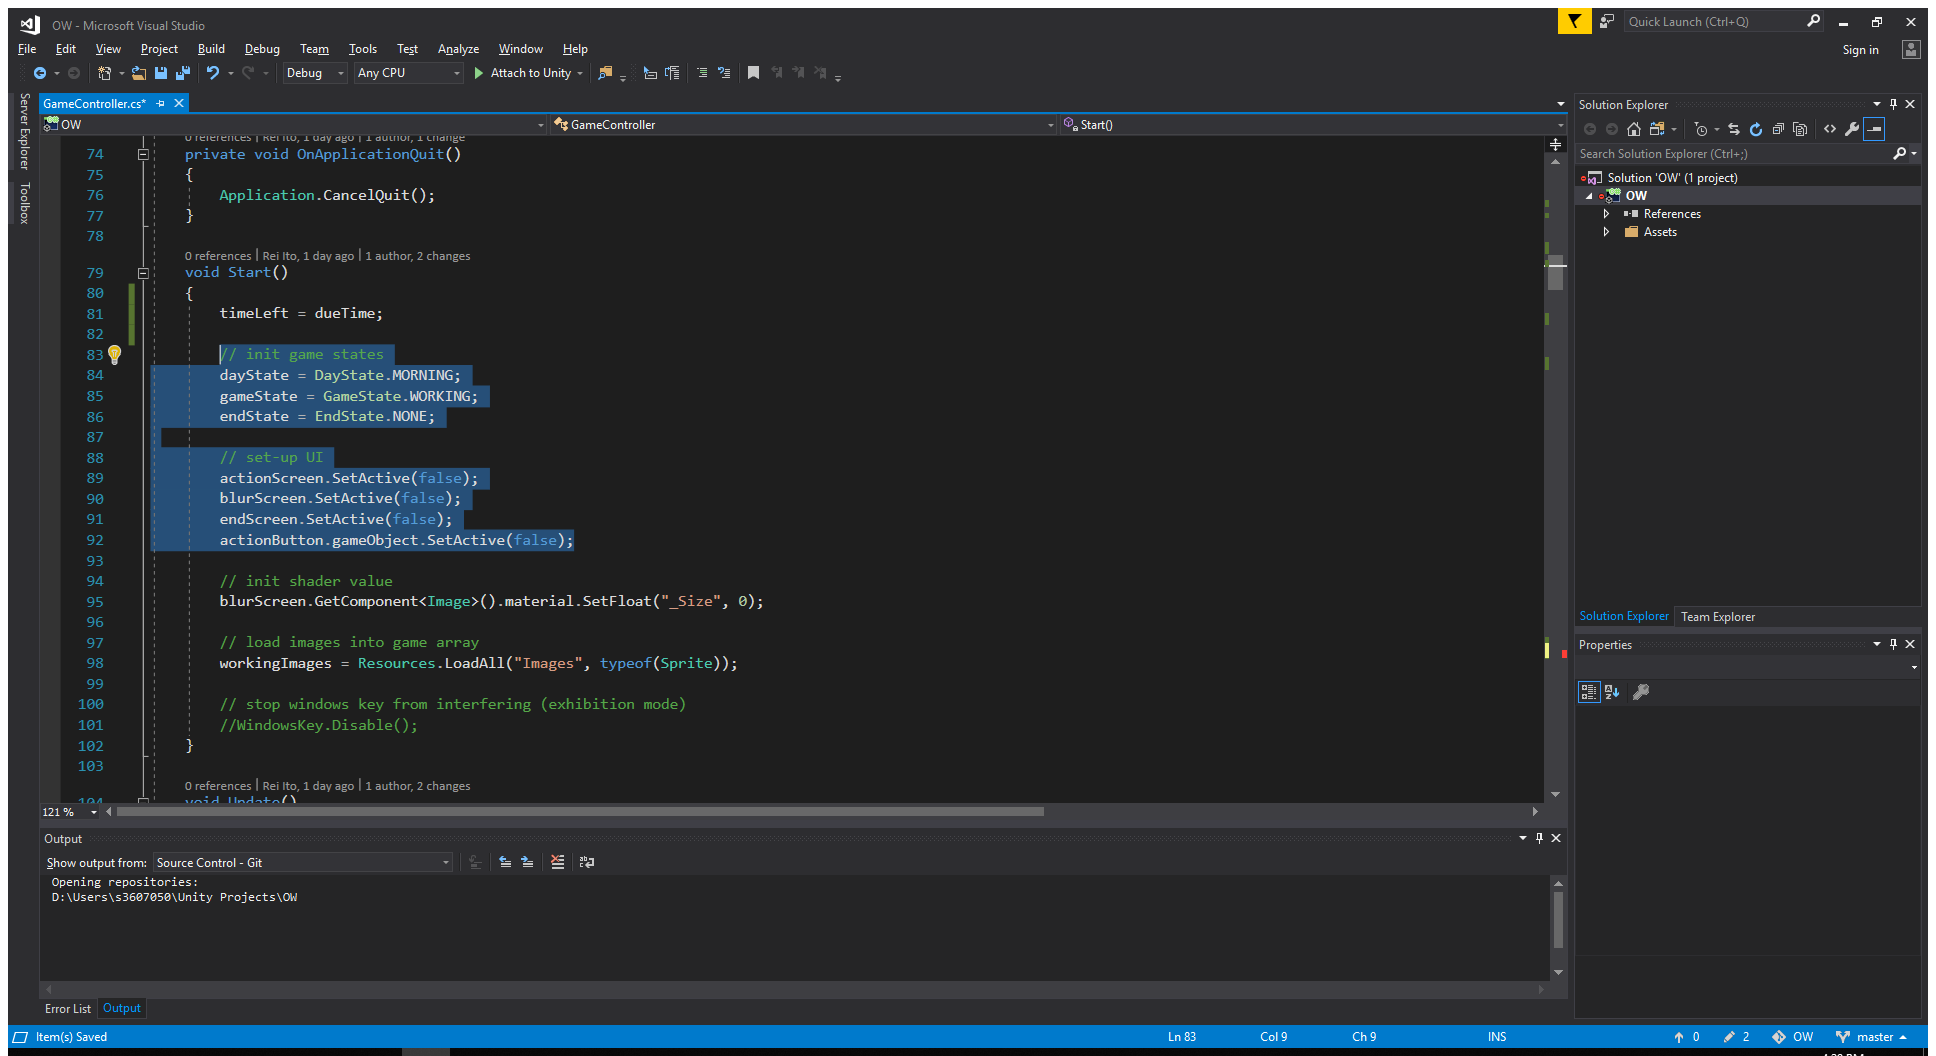 OW - Microsoft Visual Studio
Quick Launch (Ctrl+Q)
File Edit View Project Build Debug Team Tools Test Analyze Window Help
Sign in
Debug Any CPU Attach to Unity
Server Explorer
Toolbox
GameController.cs*
OW GameController Start()
0 references | Rei Ito, 1 day ago | 1 author, 1 change
74 private void OnApplicationQuit()
75 {
76 Application.CancelQuit();
77 }
78
0 references | Rei Ito, 1 day ago | 1 author, 2 changes
79 void Start()
80 {
81 timeLeft = dueTime;
82
83 // init game states
84 dayState = DayState.MORNING;
85 gameState = GameState.WORKING;
86 endState = EndState.NONE;
87
88 // set-up UI
89 actionScreen.SetActive(false);
90 blurScreen.SetActive(false);
91 endScreen.SetActive(false);
92 actionButton.gameObject.SetActive(false);
93
94 // init shader value
95 blurScreen.GetComponent<Image>().material.SetFloat("_Size", 0);
96
97 // load images into game array
98 workingImages = Resources.LoadAll("Images", typeof(Sprite));
99
100 // stop windows key from interfering (exhibition mode)
101 //WindowsKey.Disable();
102 }
103
0 references | Rei Ito, 1 day ago | 1 author, 2 changes
104 void Update()
121 %
Output
Show output from: Source Control - Git
Opening repositories:
D:\Users\s3607050\Unity Projects\OW
Error List Output
Solution Explorer
Search Solution Explorer (Ctrl+;)
Solution 'OW' (1 project)
OW
References
Assets
Solution Explorer Team Explorer
Properties
Item(s) Saved Ln 83 Col 9 Ch 9 INS 0 2 OW master